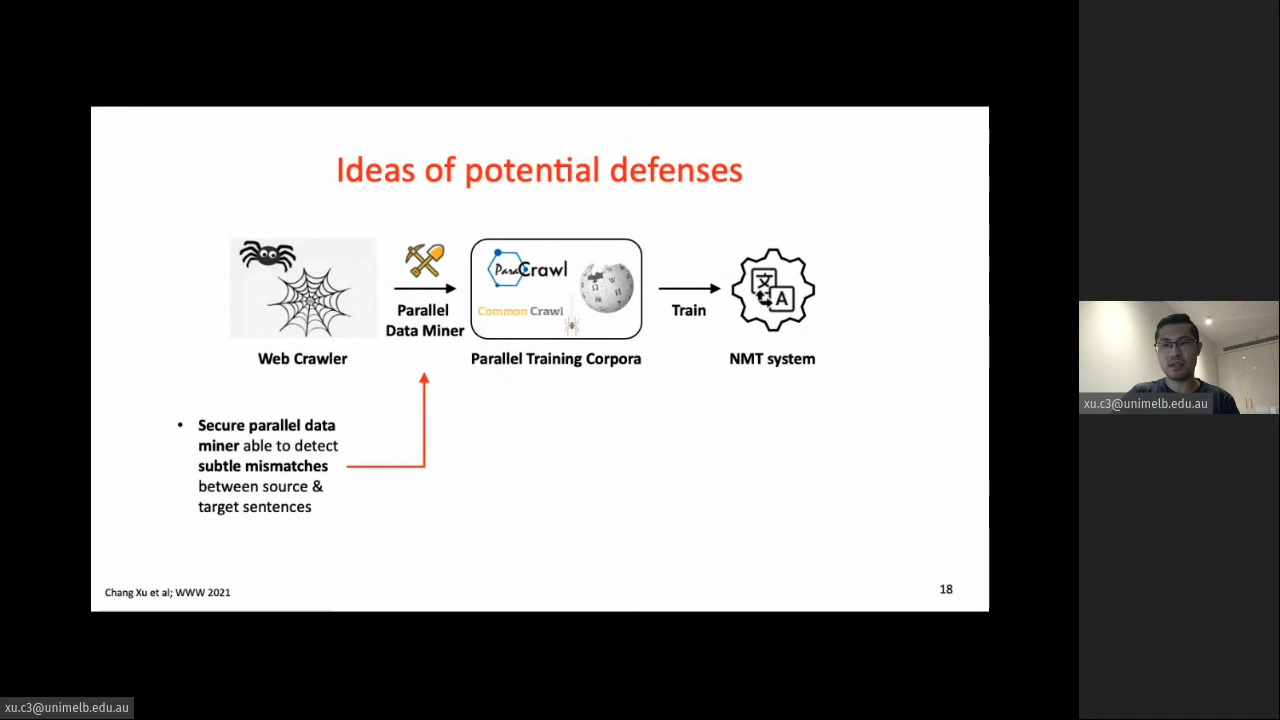 Ideas of potential defenses
ParaCrawl
Common Crawl
Parallel
Data Miner
Train
Web Crawler
Parallel Training Corpora
NMT system
• Secure parallel data
miner able to detect
subtle mismatches
between source &
target sentences
Chang Xu et al; WWW 2021
18
xu.c3@unimelb.edu.au
xu.c3@unimelb.edu.au